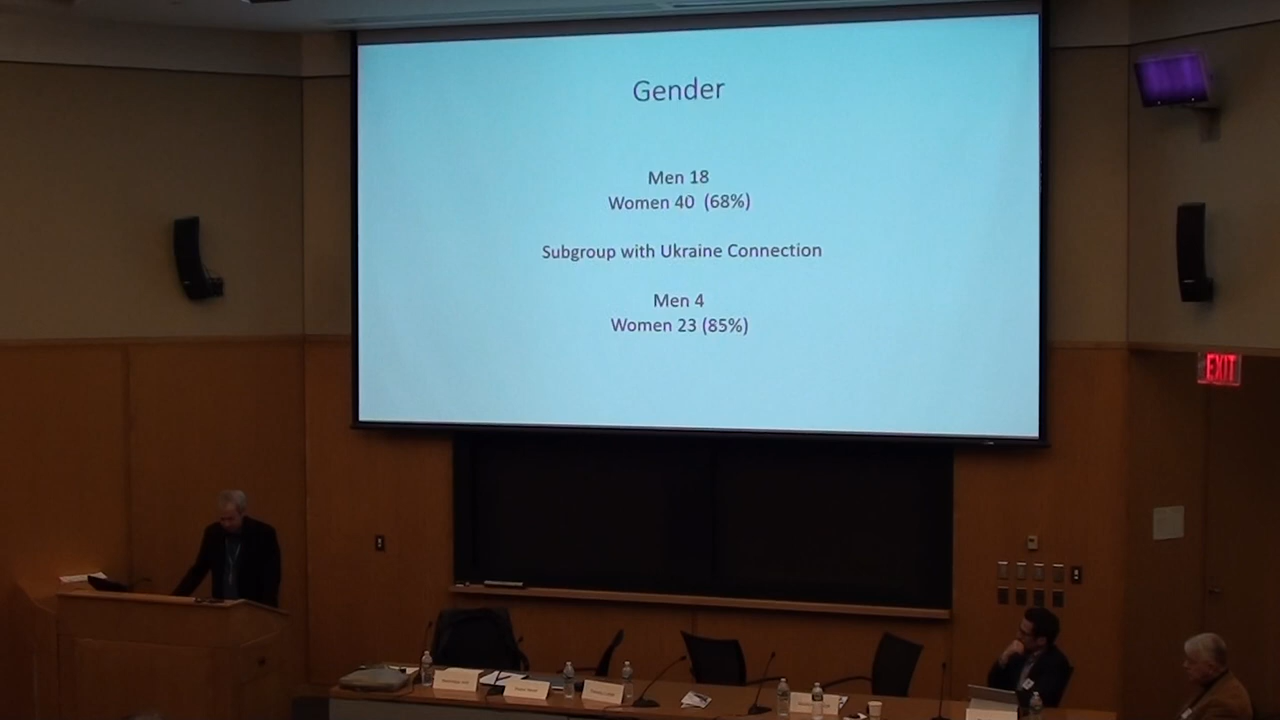 Gender
Men 18
Women 40 (68%)
Subgroup with Ukraine Connection
Men 4
Women 23 (85%)
EXIT